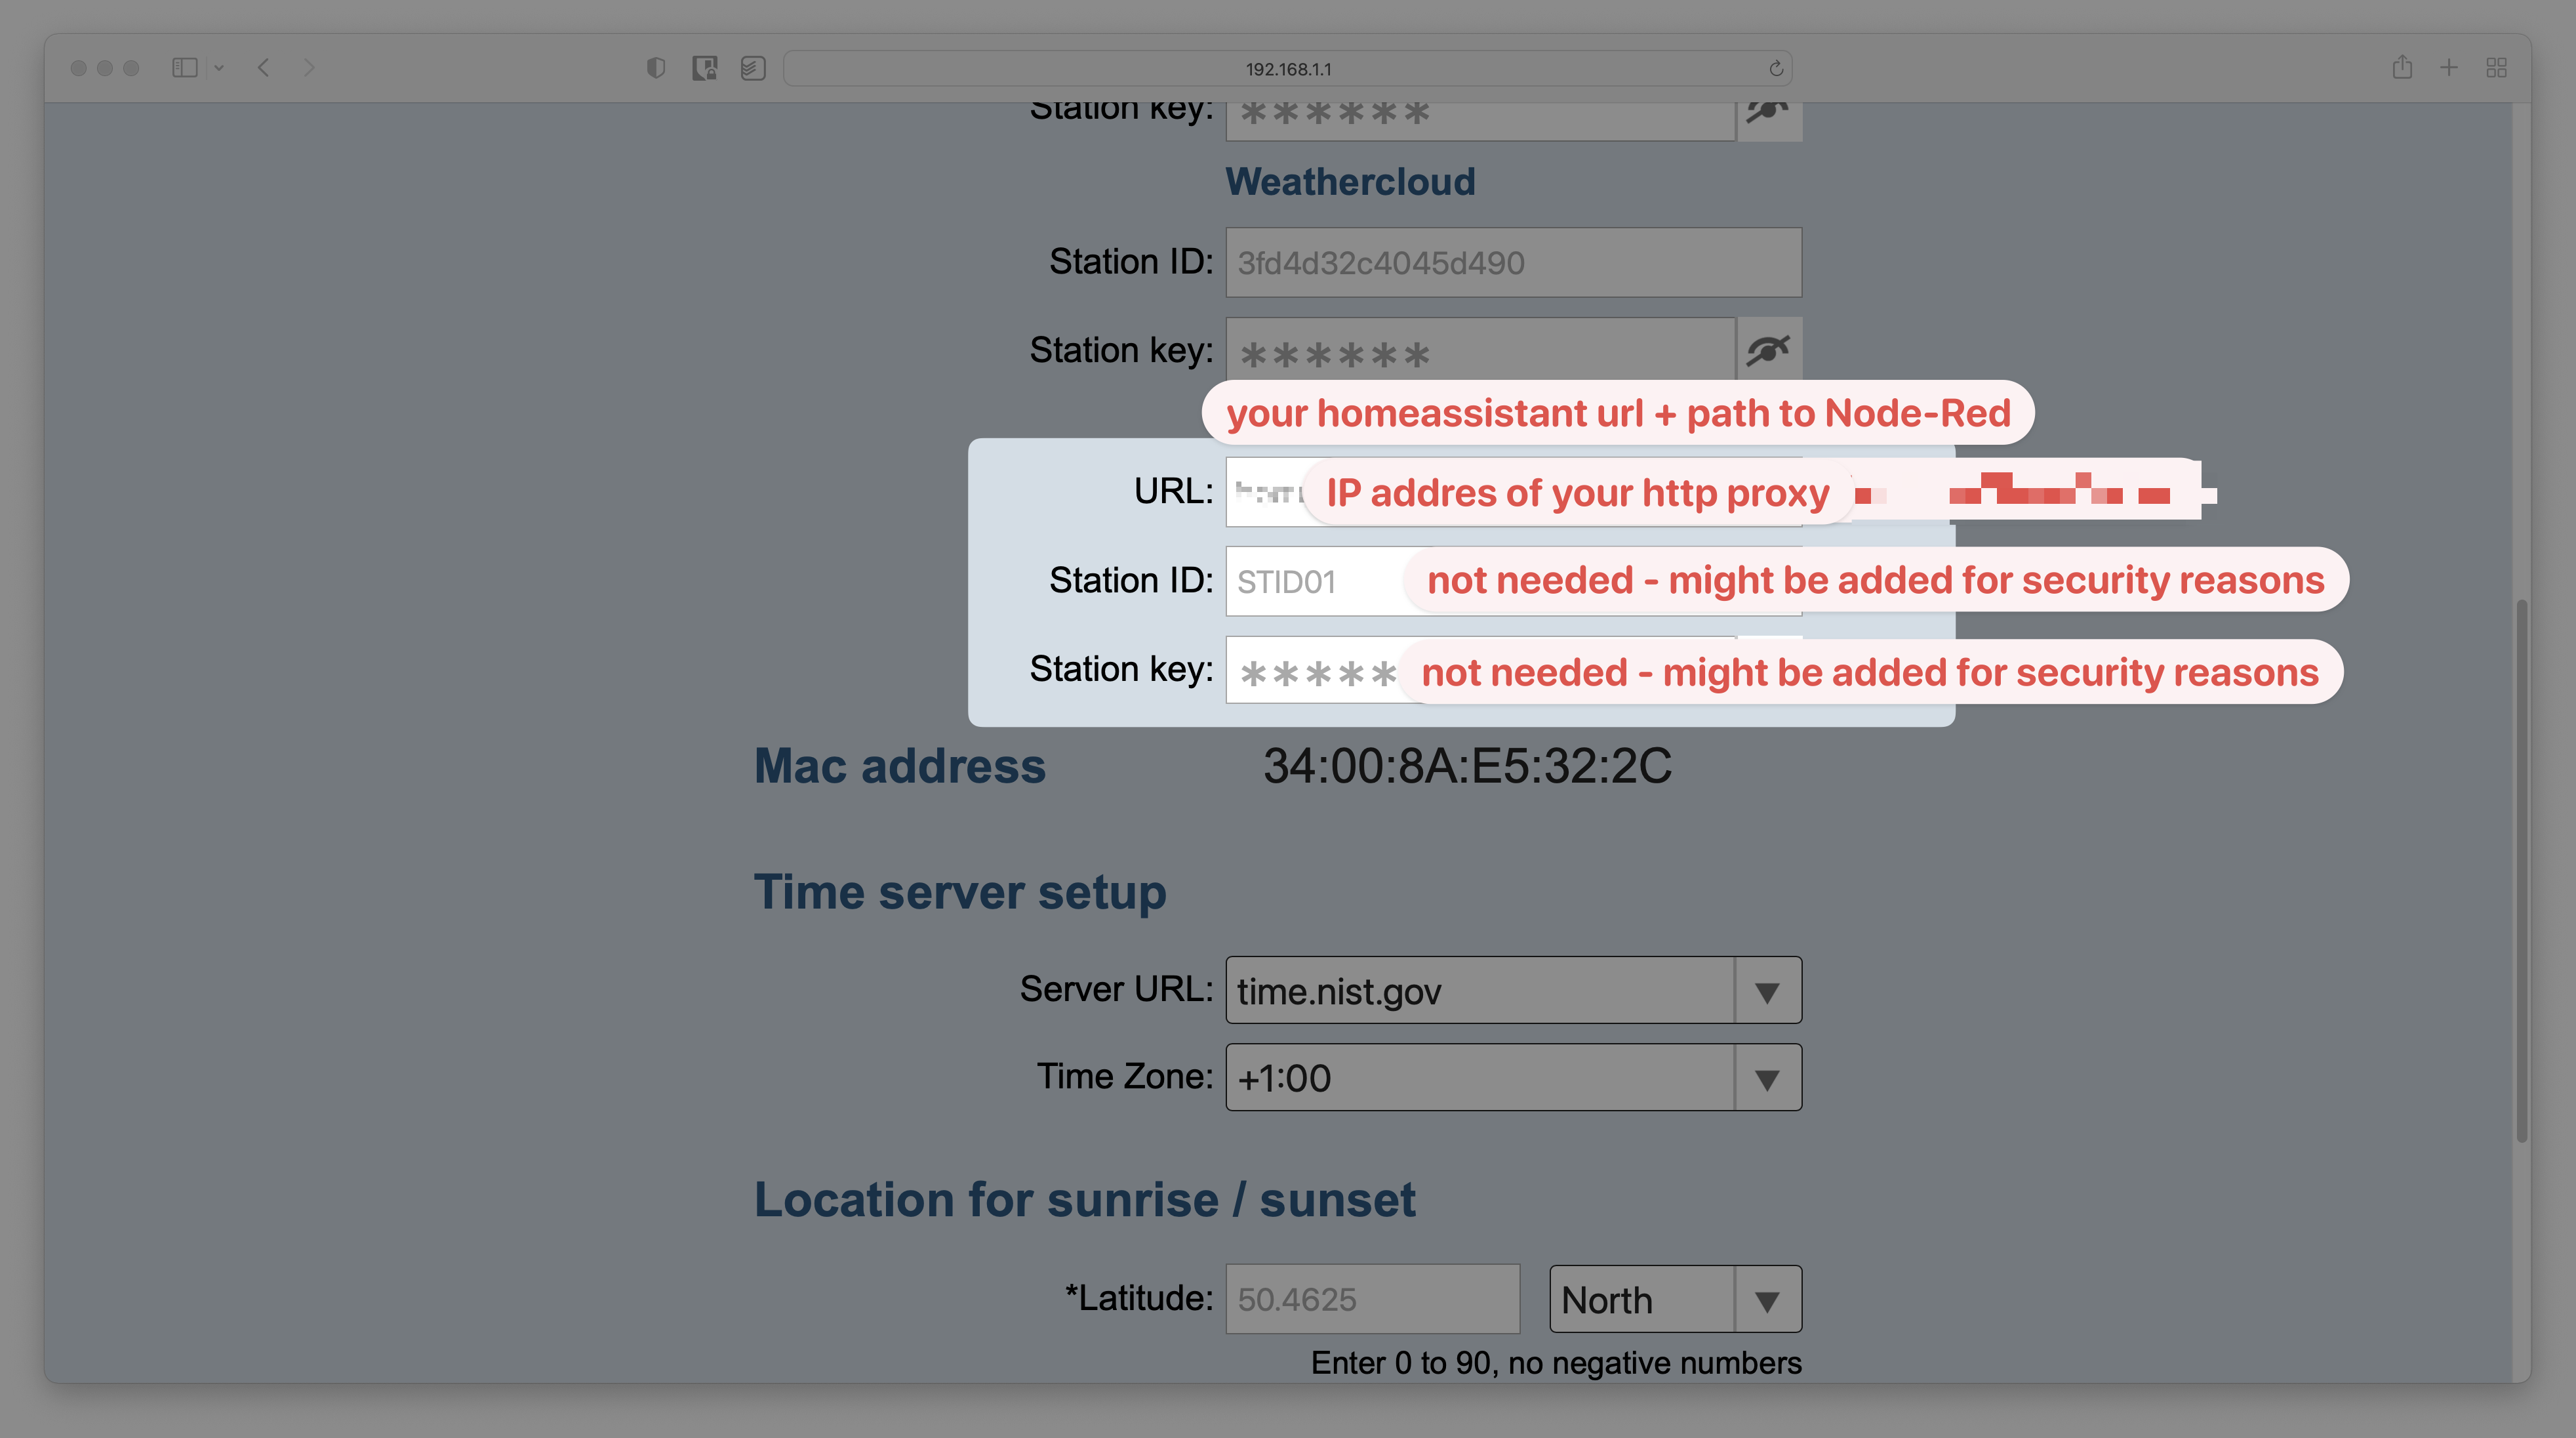 192.168.1.1
Station key: ∗∗∗∗∗∗
Weathercloud
Station ID: 3fd4d32c4045d490
Station key: ∗∗∗∗∗∗
your homeassistant url + path to Node-Red
URL: IP addres of your http proxy
Station ID: STID01 not needed - might be added for security reasons
Station key: ∗∗∗∗∗ not needed - might be added for security reasons
Mac address 34:00:8A:E5:32:2C
Time server setup
Server URL: time.nist.gov
Time Zone: +1:00
Location for sunrise / sunset
*Latitude: 50.4625 North
Enter 0 to 90, no negative numbers